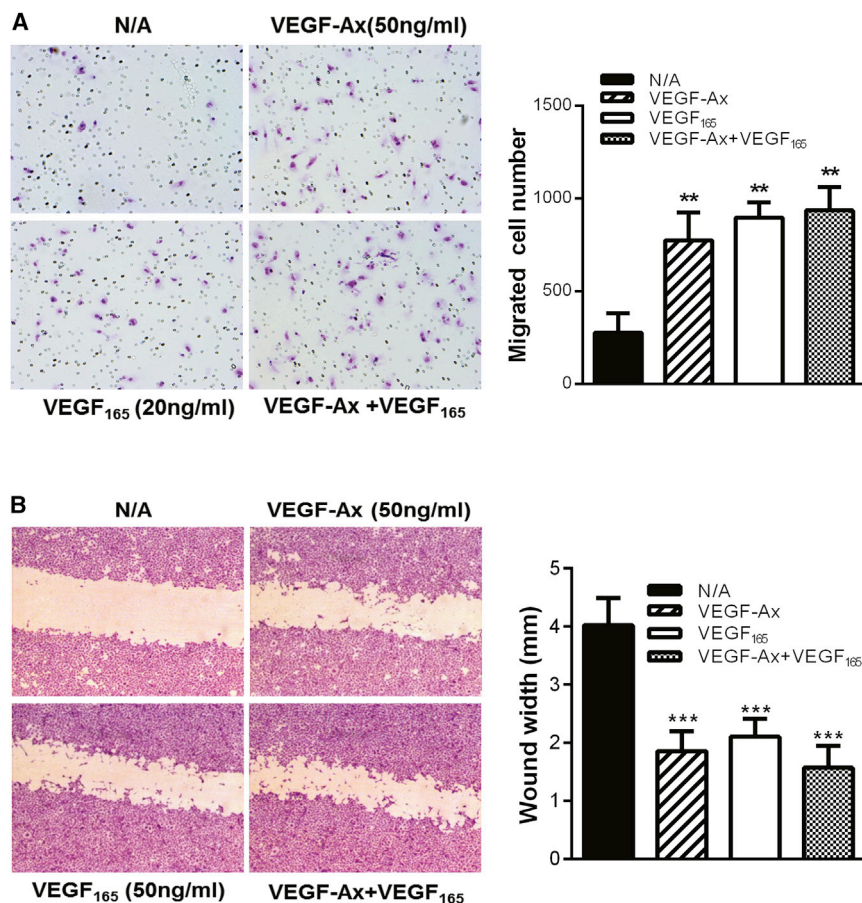 A
N/A
VEGF-Ax(50ng/ml)
VEGF₁₆₅ (20ng/ml)
VEGF-Ax +VEGF₁₆₅
N/A
VEGF-Ax
VEGF₁₆₅
VEGF-Ax+VEGF₁₆₅
Migrated cell number
1500
1000
500
0
**
**
**
B
N/A
VEGF-Ax (50ng/ml)
VEGF₁₆₅ (50ng/ml)
VEGF-Ax+VEGF₁₆₅
N/A
VEGF-Ax
VEGF₁₆₅
VEGF-Ax+VEGF₁₆₅
Wound width (mm)
5
4
3
2
1
0
***
***
***